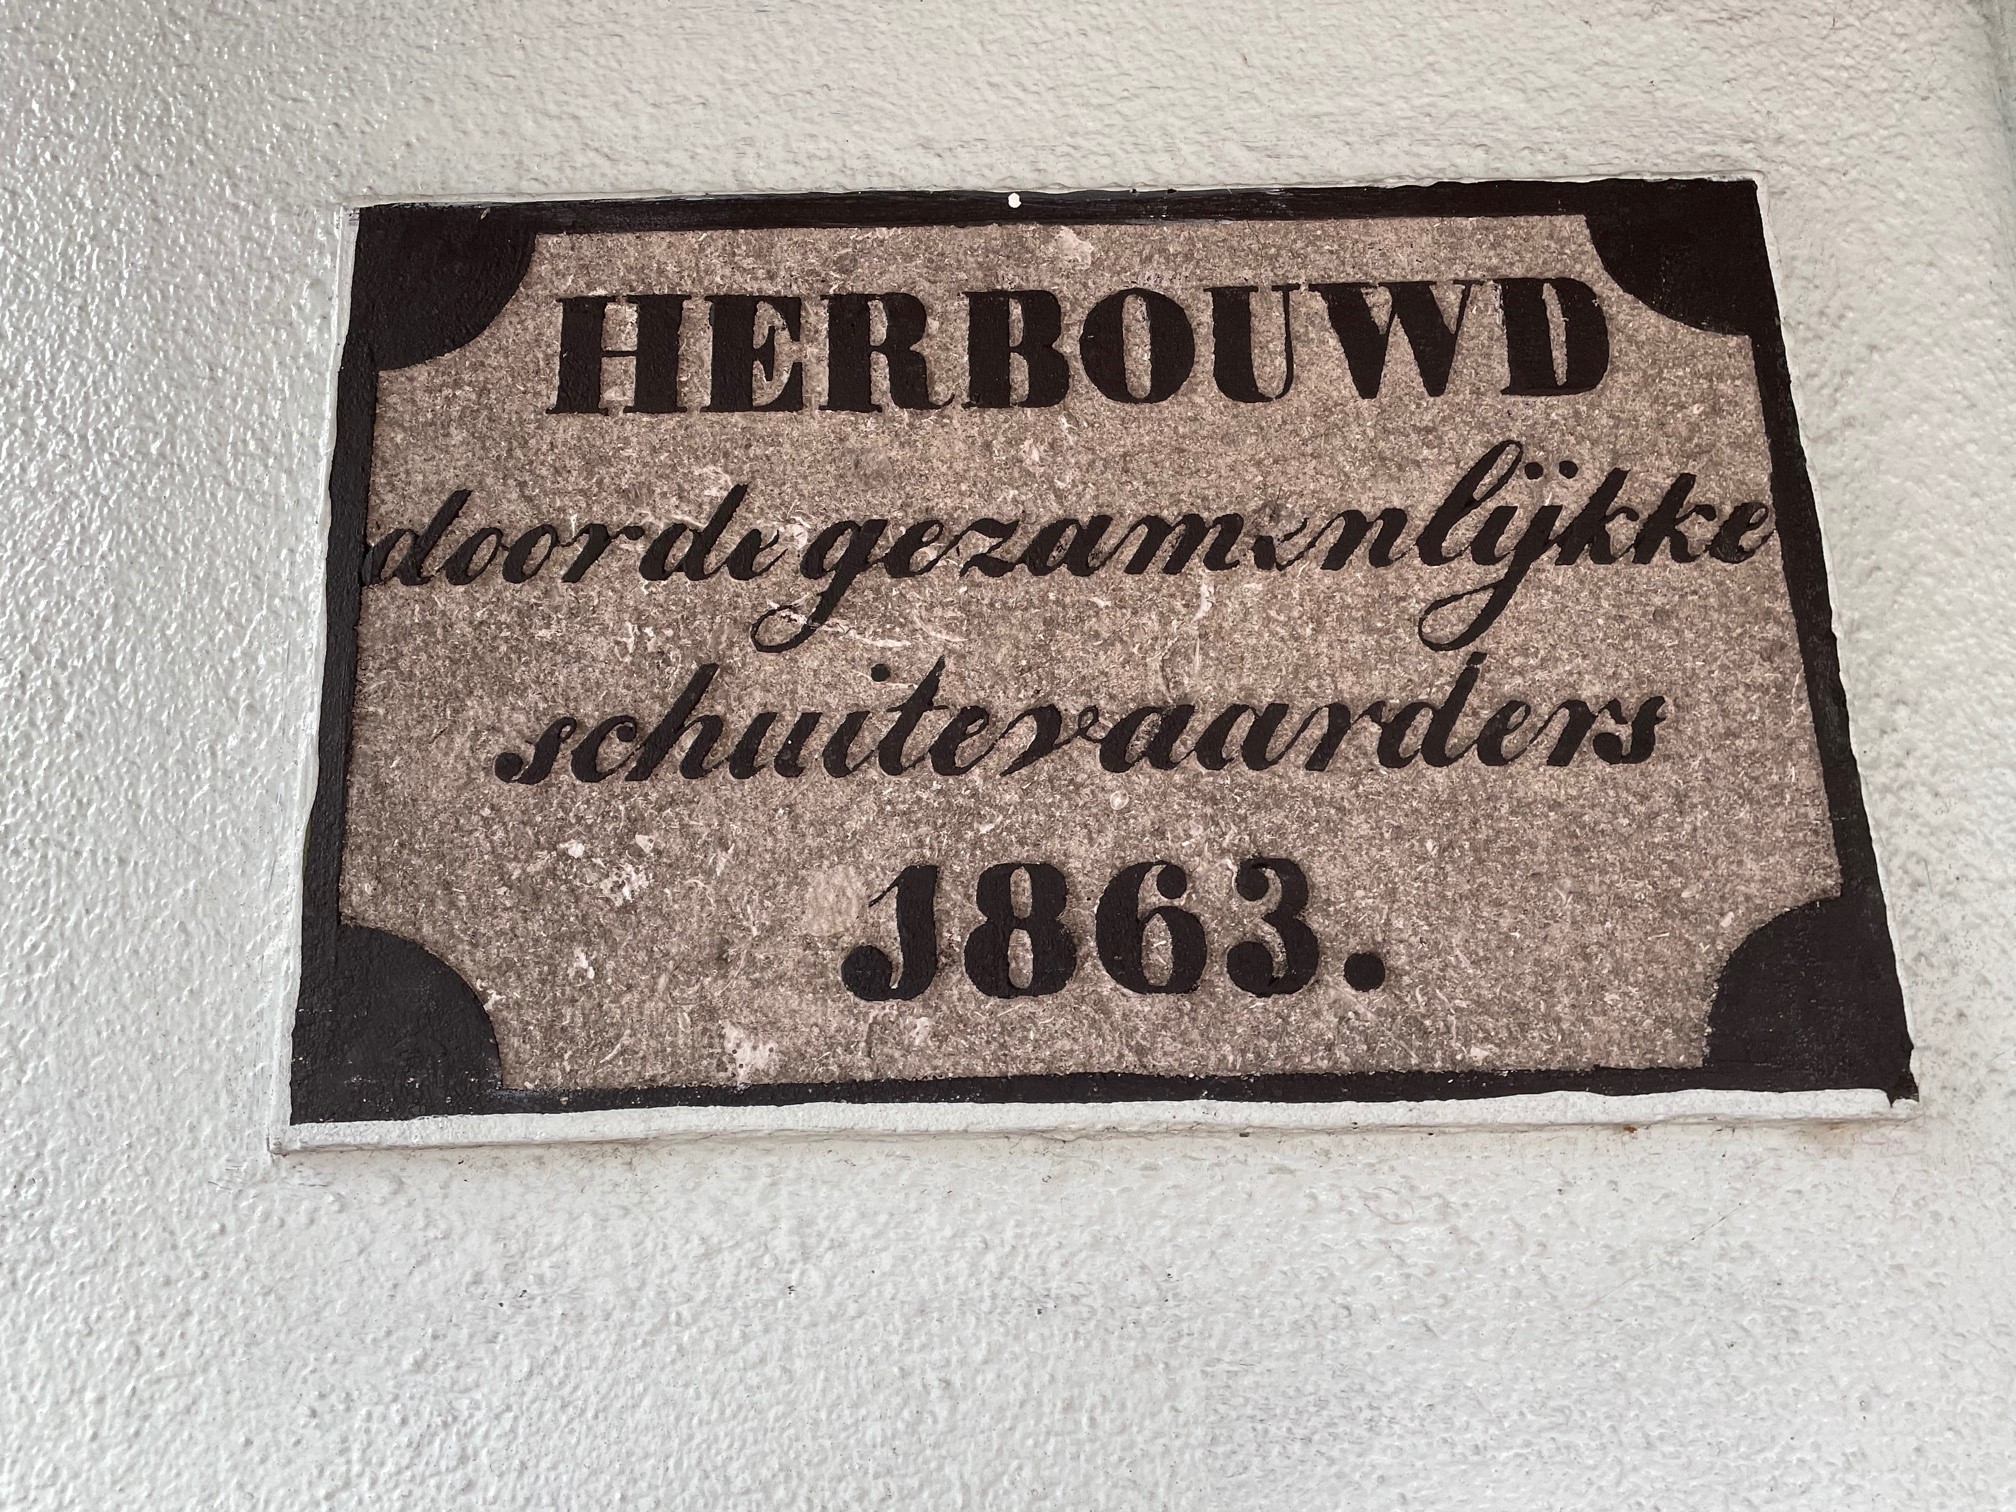 HERBOUWD
door de gezamenlijkke
schuitevaarders
1863.